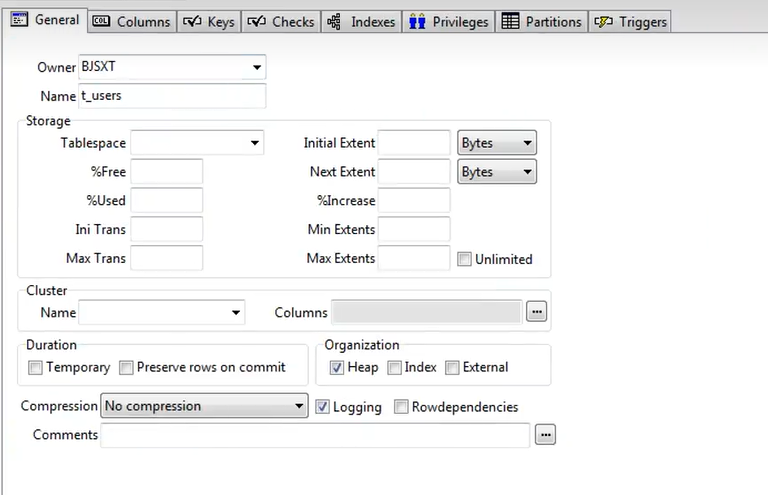 General Columns Keys Checks Indexes Privileges Partitions Triggers
Owner BJSXT
Name t_users
Storage
Tablespace Initial Extent Bytes
%Free Next Extent Bytes
%Used %Increase
Ini Trans Min Extents
Max Trans Max Extents Unlimited
Cluster
Name Columns ...
Duration Organization
Temporary Preserve rows on commit Heap Index External
Compression No compression Logging Rowdependencies
Comments ...